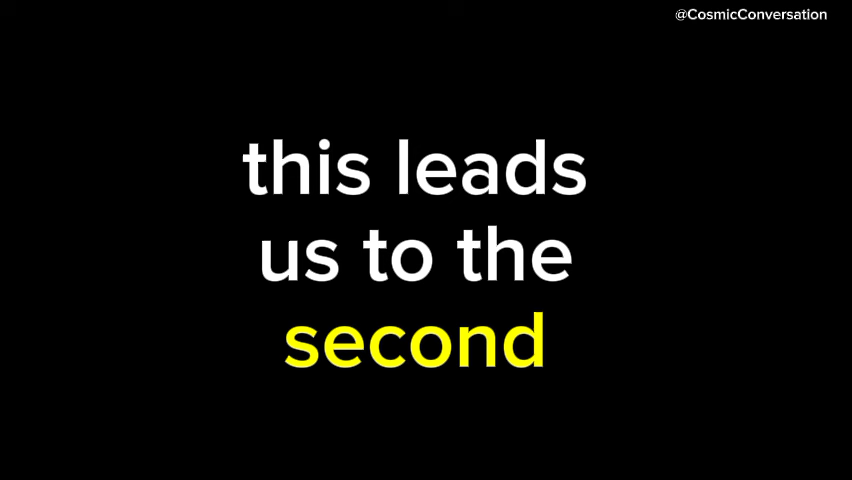 @CosmicConversation
this leads
us to the
second